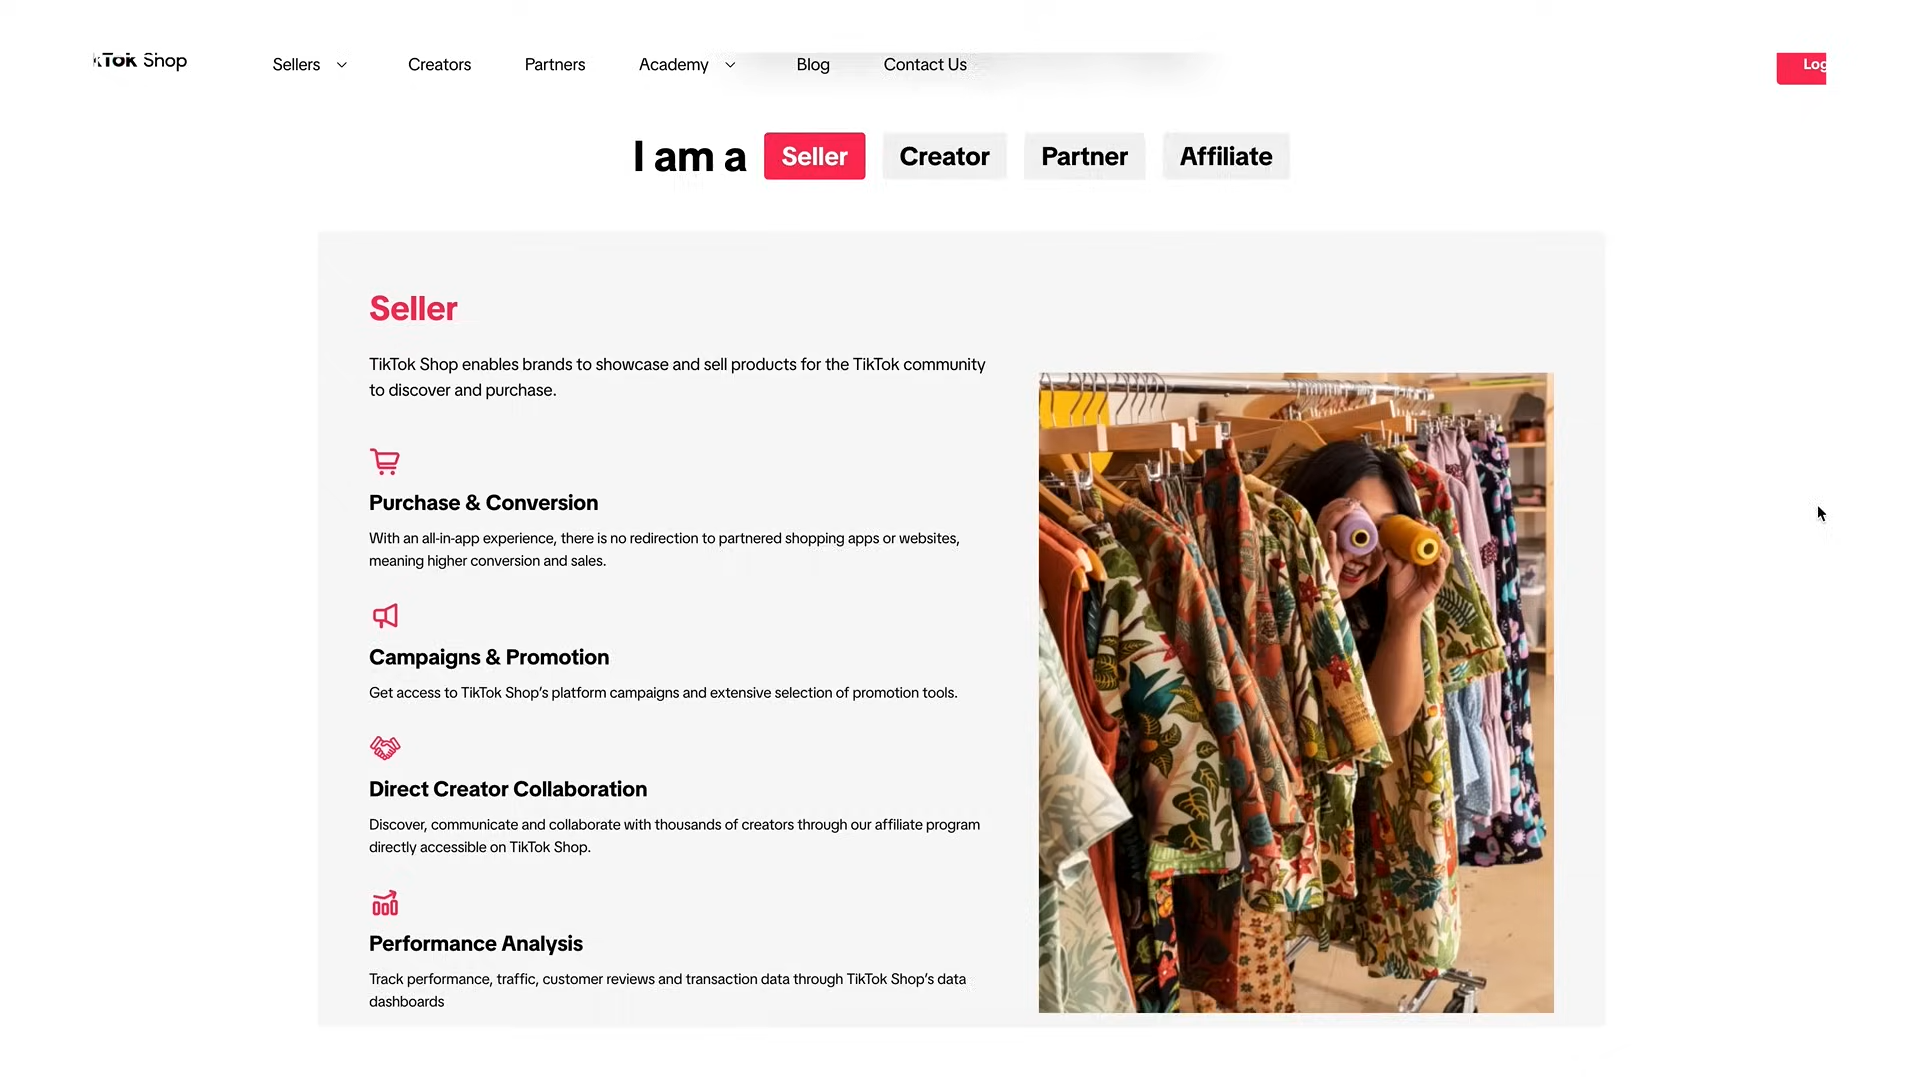 Tok Shop
Sellers
Creators
Partners
Academy
Blog
Contact Us
Log
I am a
Seller
Creator
Partner
Affiliate
Seller
TikTok Shop enables brands to showcase and sell products for the TikTok community
to discover and purchase.
Purchase & Conversion
With an all-in-app experience, there is no redirection to partnered shopping apps or websites,
meaning higher conversion and sales.
Campaigns & Promotion
Get access to TikTok Shop's platform campaigns and extensive selection of promotion tools.
Direct Creator Collaboration
Discover, communicate and collaborate with thousands of creators through our affiliate program
directly accessible on TikTok Shop.
Performance Analysis
Track performance, traffic, customer reviews and transaction data through TikTok Shop's data
dashboards